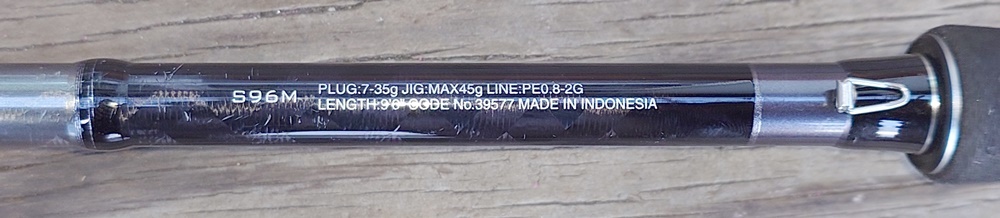 S96M
PLUG:7-35g JIG:MAX45g LINE:PE0.8-2G
LENGTH:9'6" CODE No.39577 MADE IN INDONESIA